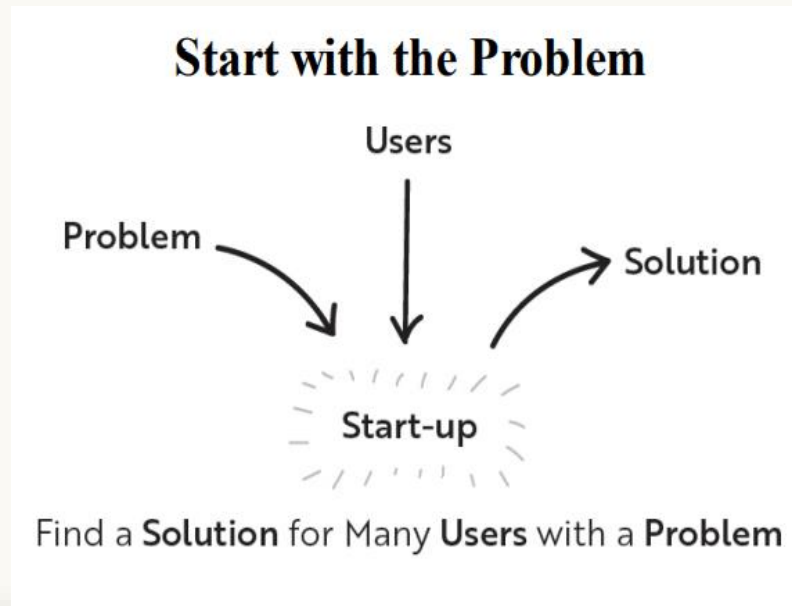 Start with the Problem
Users
Problem
Solution
Start-up
Find a Solution for Many Users with a Problem